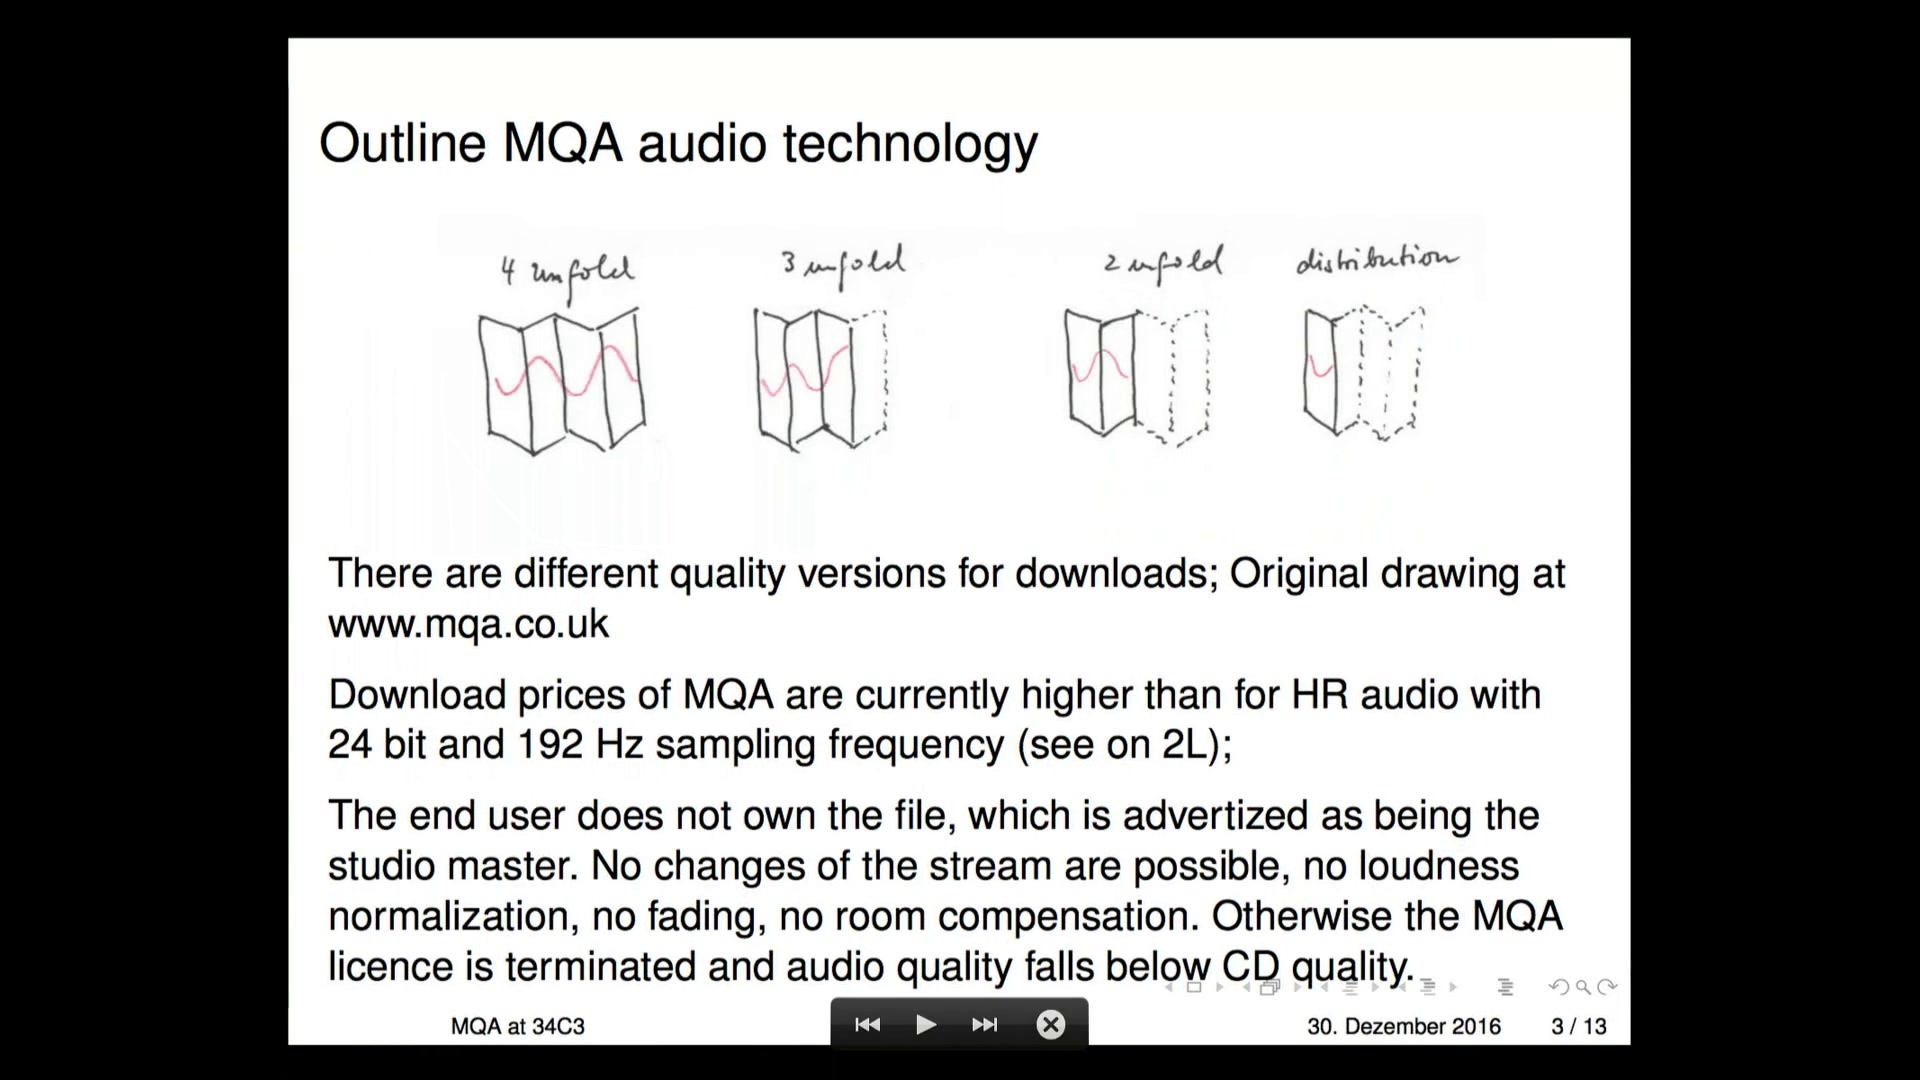 Outline MQA audio technology
4 unfold 3 unfold 2 unfold distribution
There are different quality versions for downloads; Original drawing at
www.mqa.co.uk
Download prices of MQA are currently higher than for HR audio with
24 bit and 192 Hz sampling frequency (see on 2L);
The end user does not own the file, which is advertized as being the
studio master. No changes of the stream are possible, no loudness
normalization, no fading, no room compensation. Otherwise the MQA
licence is terminated and audio quality falls below CD quality.
MQA at 34C3 30. Dezember 2016 3 / 13